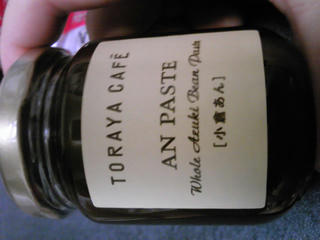 TORAYA CAFÉ
AN PASTE
Whole Azuki Bean Paste
[小倉あん]